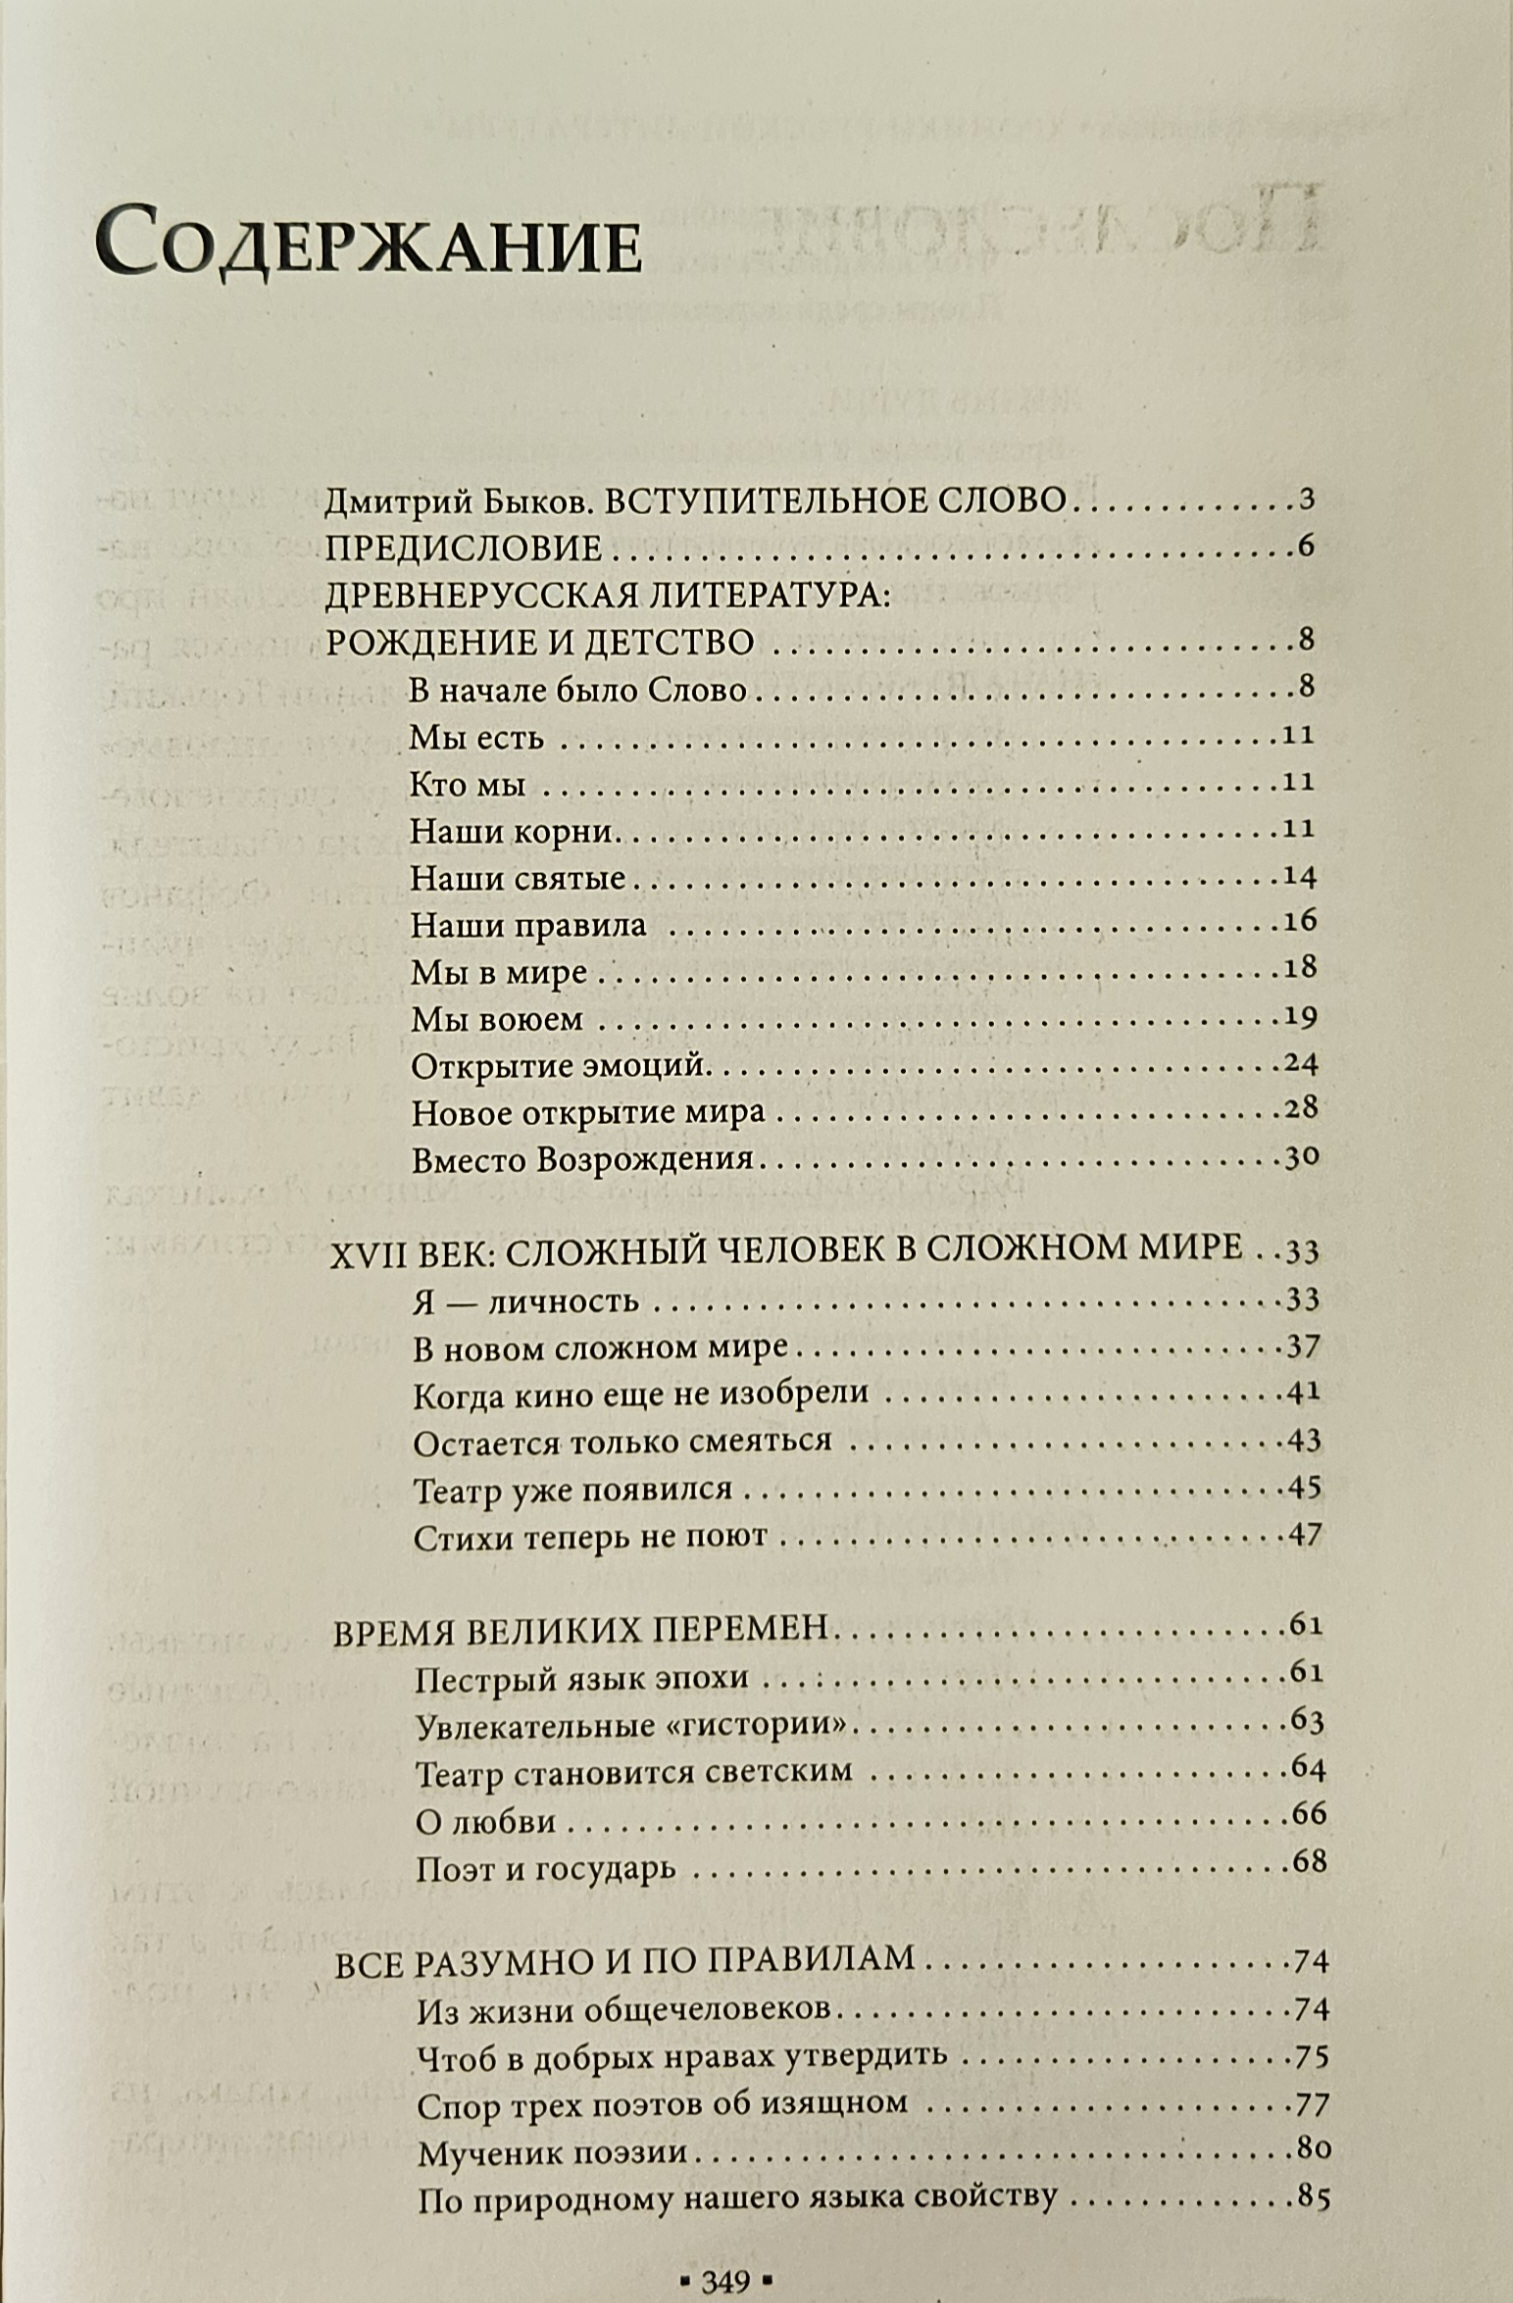 СОДЕРЖАНИЕ
Дмитрий Быков. ВСТУПИТЕЛЬНОЕ СЛОВО.............3
ПРЕДИСЛОВИЕ.......................................6
ДРЕВНЕРУССКАЯ ЛИТЕРАТУРА:
РОЖДЕНИЕ И ДЕТСТВО ..............................8
В начале было Слово...............................8
Мы есть .........................................11
Кто мы ..........................................11
Наши корни.......................................11
Наши святые......................................14
Наши правила ....................................16
Мы в мире .......................................18
Мы воюем ........................................19
Открытие эмоций..................................24
Новое открытие мира .............................28
Вместо Возрождения...............................30
XVII ВЕК: СЛОЖНЫЙ ЧЕЛОВЕК В СЛОЖНОМ МИРЕ ..33
Я — личность ....................................33
В новом сложном мире.............................37
Когда кино еще не изобрели ......................41
Остается только смеяться ........................43
Театр уже появился ..............................45
Стихи теперь не поют ............................47
ВРЕМЯ ВЕЛИКИХ ПЕРЕМЕН............................61
Пестрый язык эпохи ..............................61
Увлекательные «гистории».........................63
Театр становится светским .......................64
О любви .........................................66
Поэт и государь .................................68
ВСЕ РАЗУМНО И ПО ПРАВИЛАМ........................74
Из жизни общечеловеков...........................74
Чтоб в добрых нравах утвердить ..................75
Спор трех поэтов об изящном .....................77
Мученик поэзии...................................80
По природному нашего языка свойству .............85
▪ 349 ▪